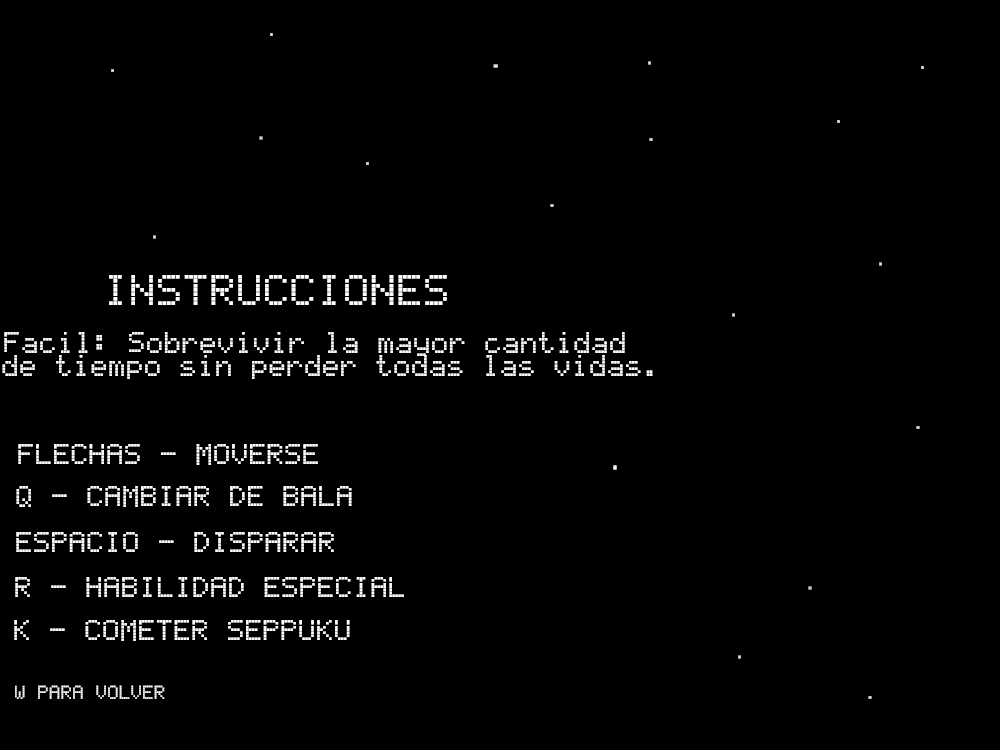 INSTRUCCIONES
Facil: Sobrevivir la mayor cantidad
de tiempo sin perder todas las vidas.
FLECHAS - MOVERSE
Q - CAMBIAR DE BALA
ESPACIO - DISPARAR
R - HABILIDAD ESPECIAL
K - COMETER SEPPUKU
W PARA VOLVER